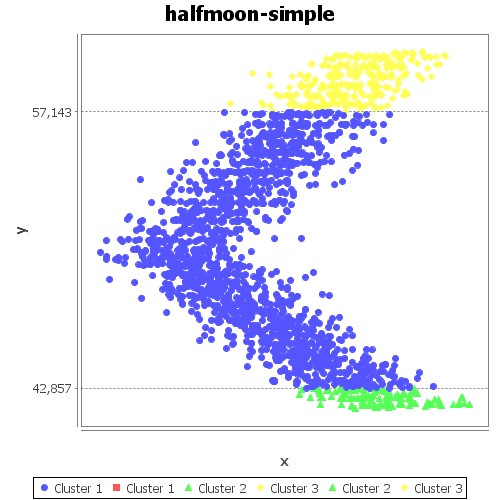 halfmoon-simple
57,143
y
42,857
x
Cluster 1 Cluster 1 Cluster 2 Cluster 3 Cluster 2 Cluster 3